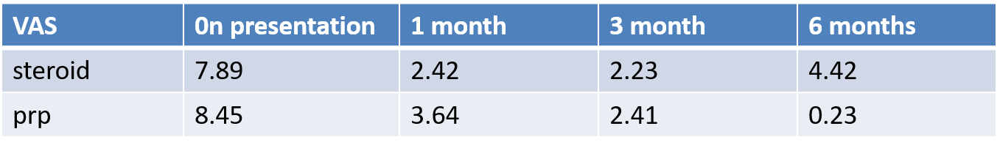 VAS 0n presentation 1 month 3 month 6 months
steroid 7.89 2.42 2.23 4.42
prp 8.45 3.64 2.41 0.23